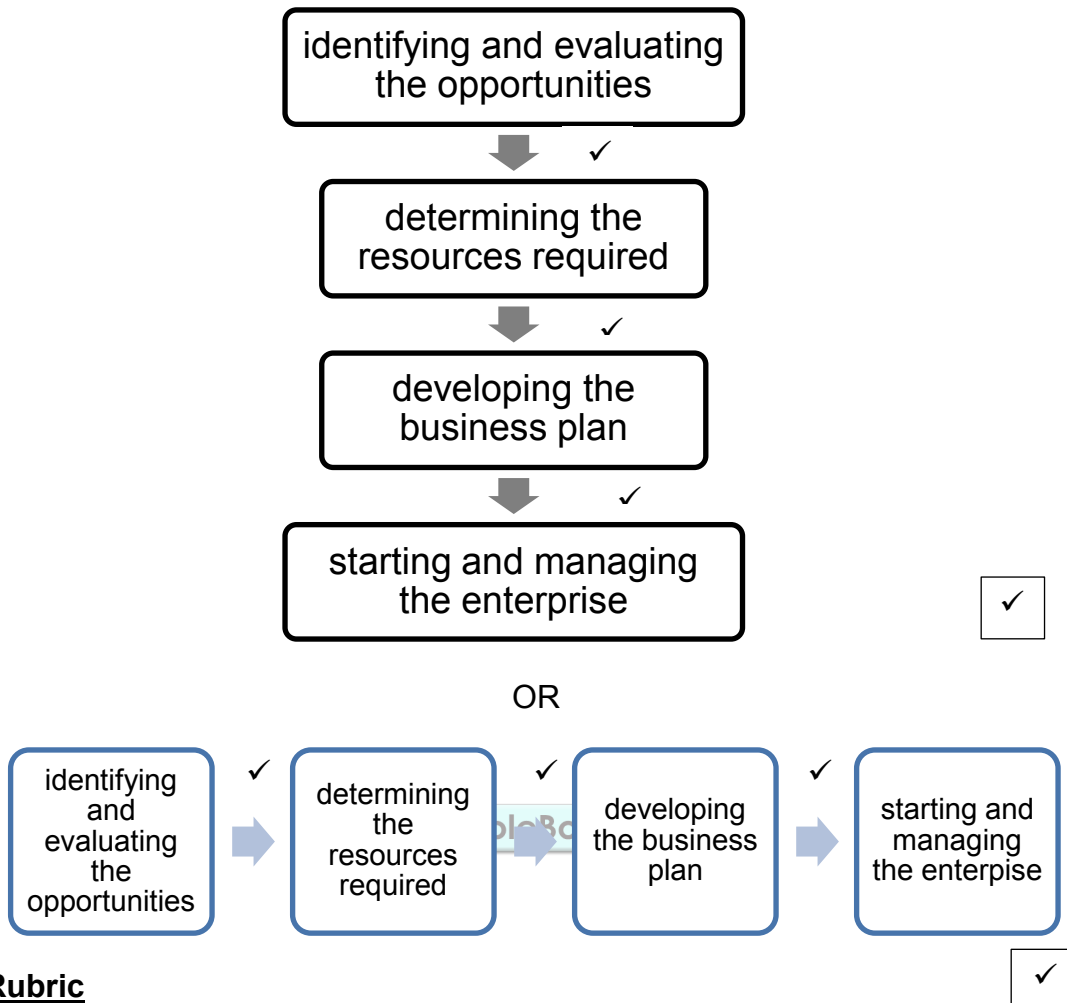 identifying and evaluating
the opportunities
✓
determining the
resources required
✓
developing the
business plan
✓
starting and managing
the enterprise
✓
OR
identifying
and
evaluating
the
opportunities
✓
determining
the
resources
required
✓
developing
the business
plan
✓
starting and
managing
the enterpise
✓